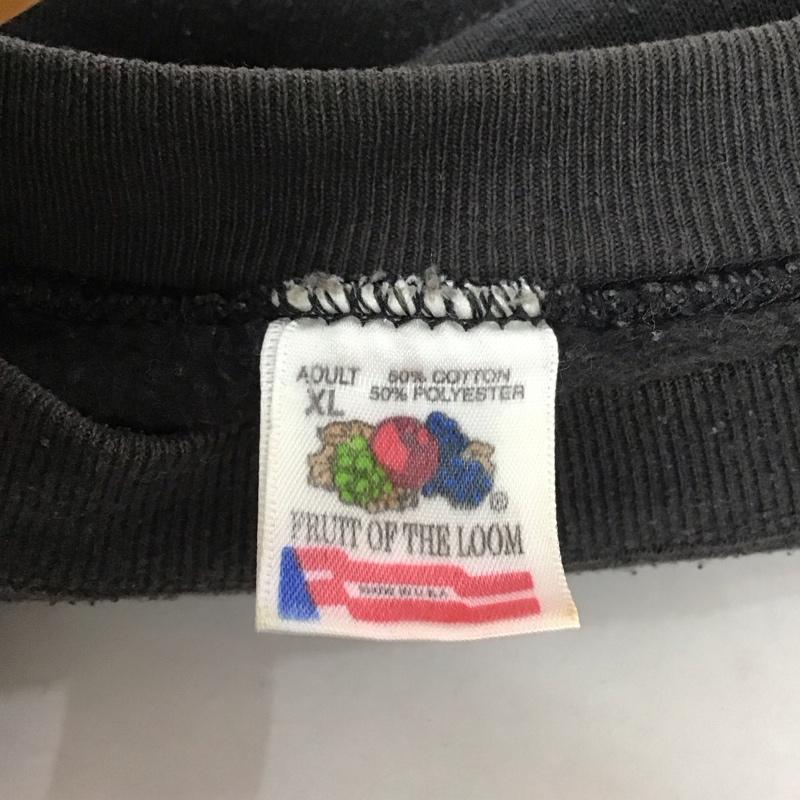 ADULT 50% COTTON
XL 50% POLYESTER
®
FRUIT OF THE LOOM